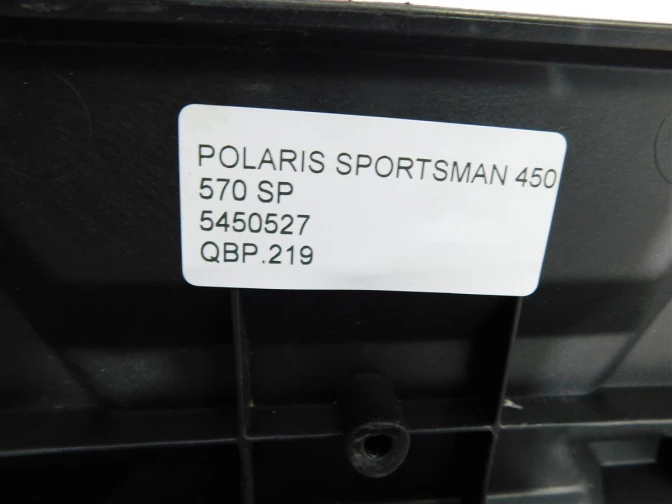 POLARIS SPORTSMAN 450
570 SP
5450527
QBP.219